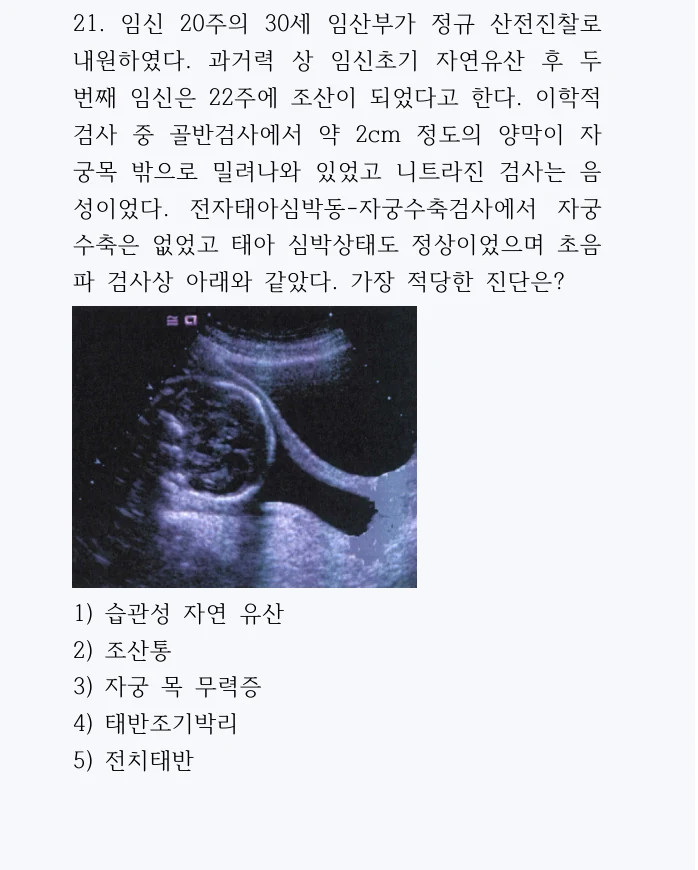 21. 임신 20주의 30세 임산부가 정규 산전진찰로
내원하였다. 과거력 상 임신초기 자연유산 후 두
번째 임신은 22주에 조산이 되었다고 한다. 이학적
검사 중 골반검사에서 약 2cm 정도의 양막이 자
궁목 밖으로 밀려나와 있었고 니트라진 검사는 음
성이었다. 전자태아심박동-자궁수축검사에서 자궁
수축은 없었고 태아 심박상태도 정상이었으며 초음
파 검사상 아래와 같았다. 가장 적당한 진단은?
1) 습관성 자연 유산
2) 조산통
3) 자궁 목 무력증
4) 태반조기박리
5) 전치태반